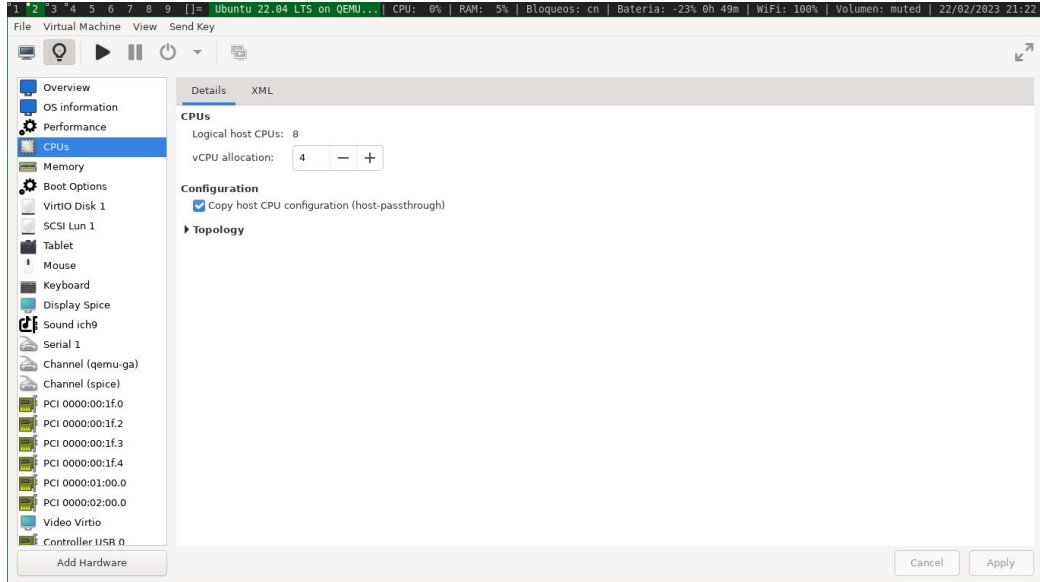 1 2 3 4 5 6 7 8 9 []= Ubuntu 22.04 LTS on QEMU...| CPU: 0% | RAM: 5% | Bloqueos: cn | Bateria: -23% 0h 49m | WiFi: 100% | Volumen: muted | 22/02/2023 21:22
File Virtual Machine View Send Key
Overview
OS information
Performance
CPUs
Memory
Boot Options
VirtIO Disk 1
SCSI Lun 1
Tablet
Mouse
Keyboard
Display Spice
Sound ich9
Serial 1
Channel (qemu-ga)
Channel (spice)
PCI 0000:00:1f.0
PCI 0000:00:1f.2
PCI 0000:00:1f.3
PCI 0000:00:1f.4
PCI 0000:01:00.0
PCI 0000:02:00.0
Video Virtio
Controller USB 0
Add Hardware
Details XML
CPUs
Logical host CPUs: 8
vCPU allocation: 4 — +
Configuration
Copy host CPU configuration (host-passthrough)
Topology
Cancel Apply